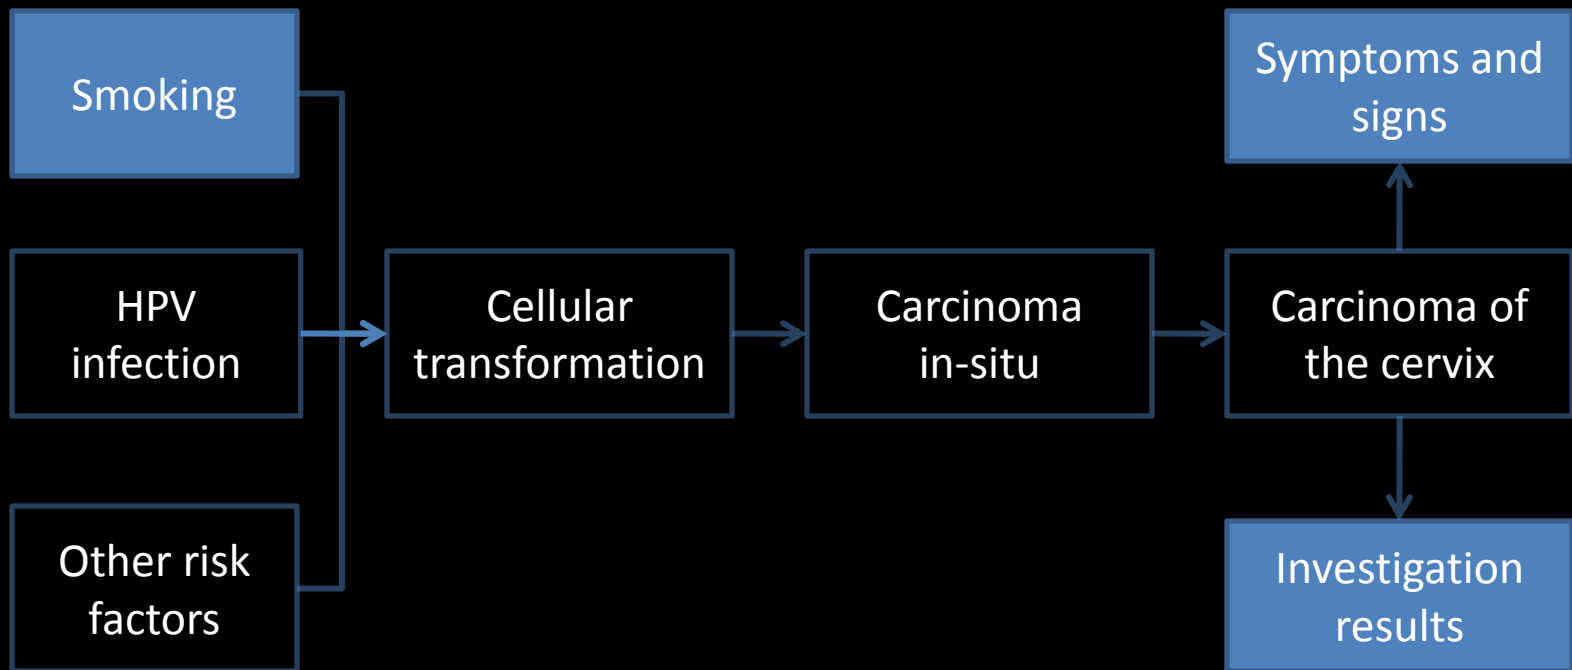 Smoking
HPV
infection
Other risk
factors
Cellular
transformation
Carcinoma
in-situ
Carcinoma of
the cervix
Symptoms and
signs
Investigation
results